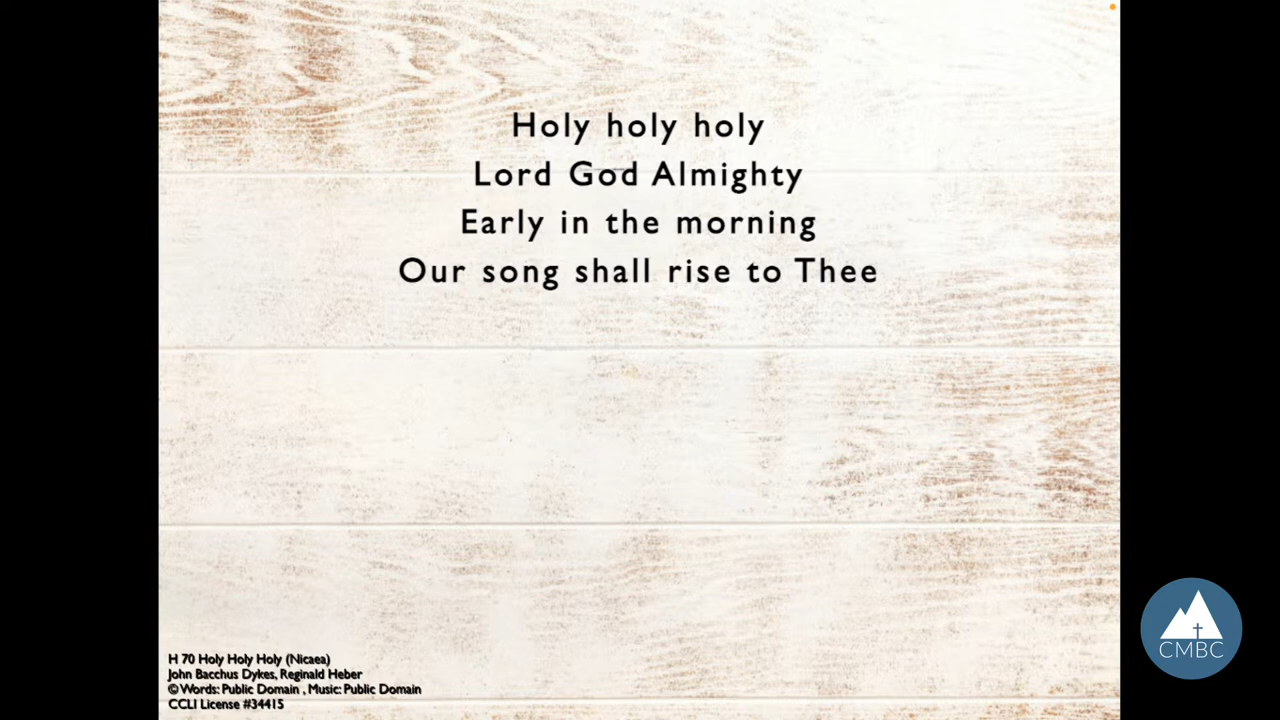 Holy holy holy
Lord God Almighty
Early in the morning
Our song shall rise to Thee
H 70 Holy Holy Holy (Nicaea)
John Bacchus Dykes, Reginald Heber
© Words: Public Domain , Music: Public Domain
CCLI License #34415
CMBC